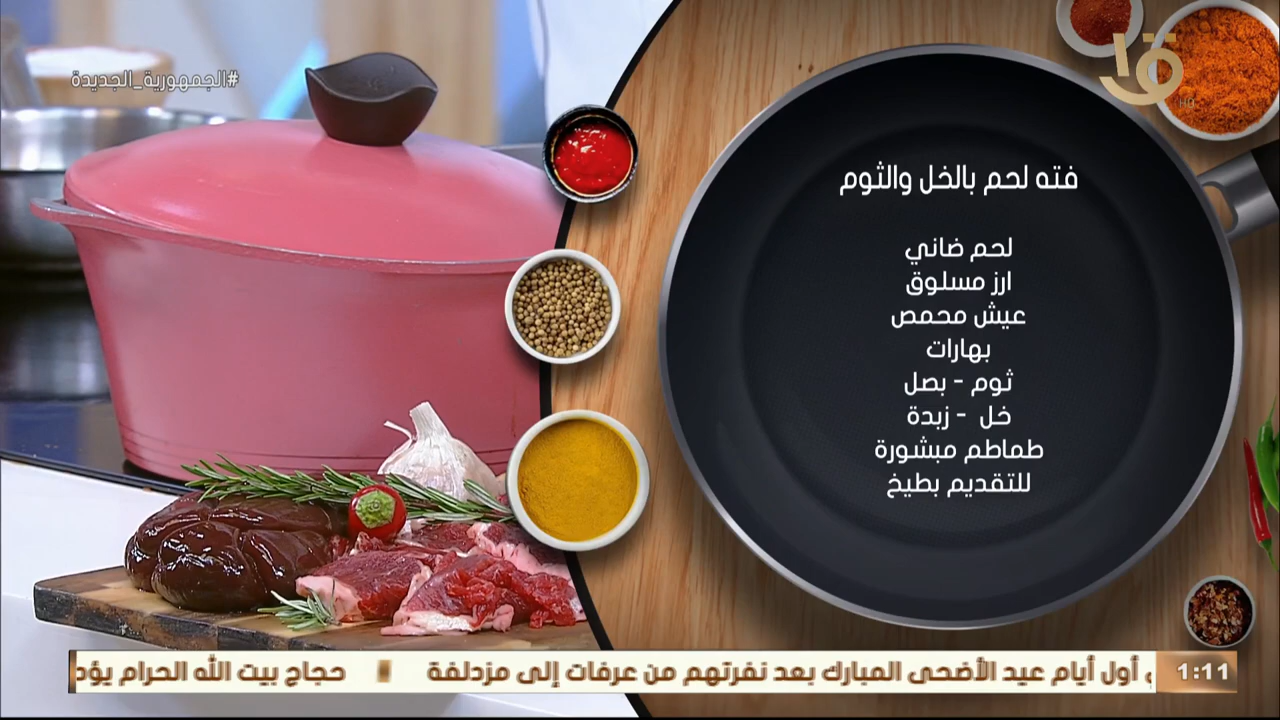 #الجمهورية_الجديدة
HD
فته لحم بالخل والثوم
لحم ضاني
ارز مسلوق
عيش محمص
بهارات
ثوم - بصل
خل - زبدة
طماطم مبشورة
للتقديم بطيخ
1:11
أول أيام عيد الأضحى المبارك بعد نفرتهم من عرفات إلى مزدلفة
حجاج بيت الله الحرام